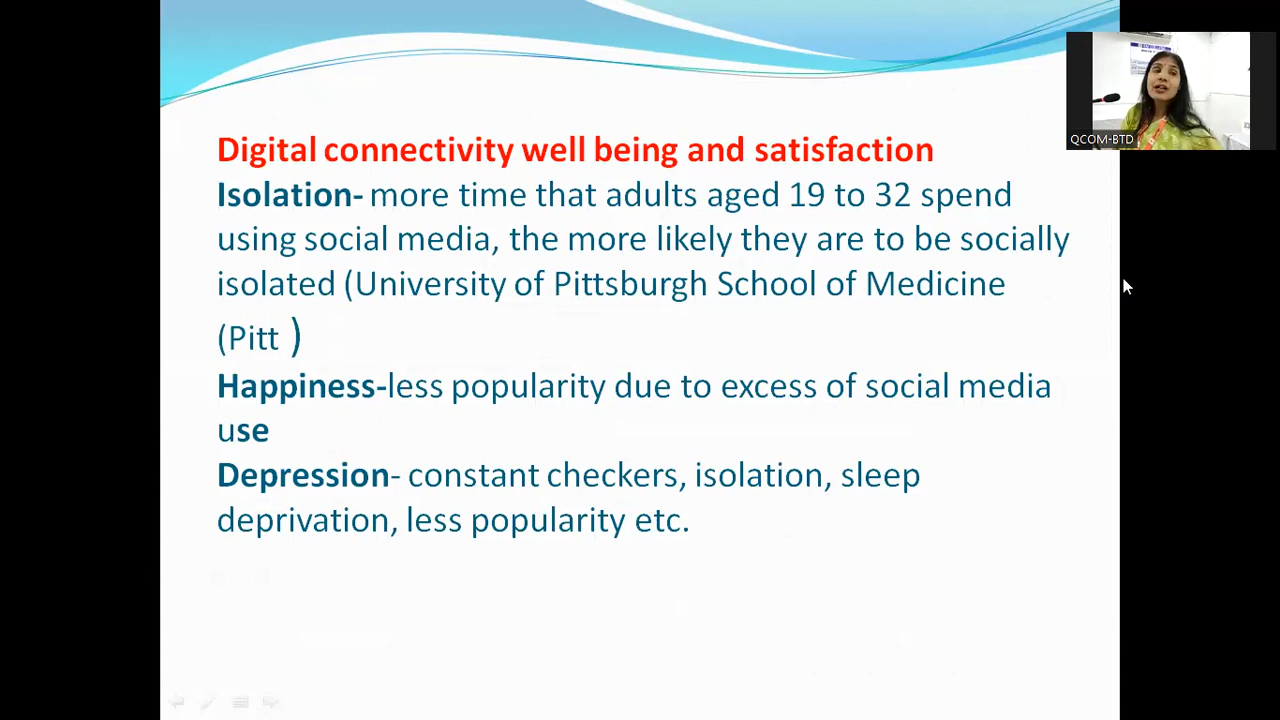 Digital connectivity well being and satisfaction
Isolation- more time that adults aged 19 to 32 spend
using social media, the more likely they are to be socially
isolated (University of Pittsburgh School of Medicine
(Pitt )
Happiness-less popularity due to excess of social media
use
Depression- constant checkers, isolation, sleep
deprivation, less popularity etc.
QCOM-BTD